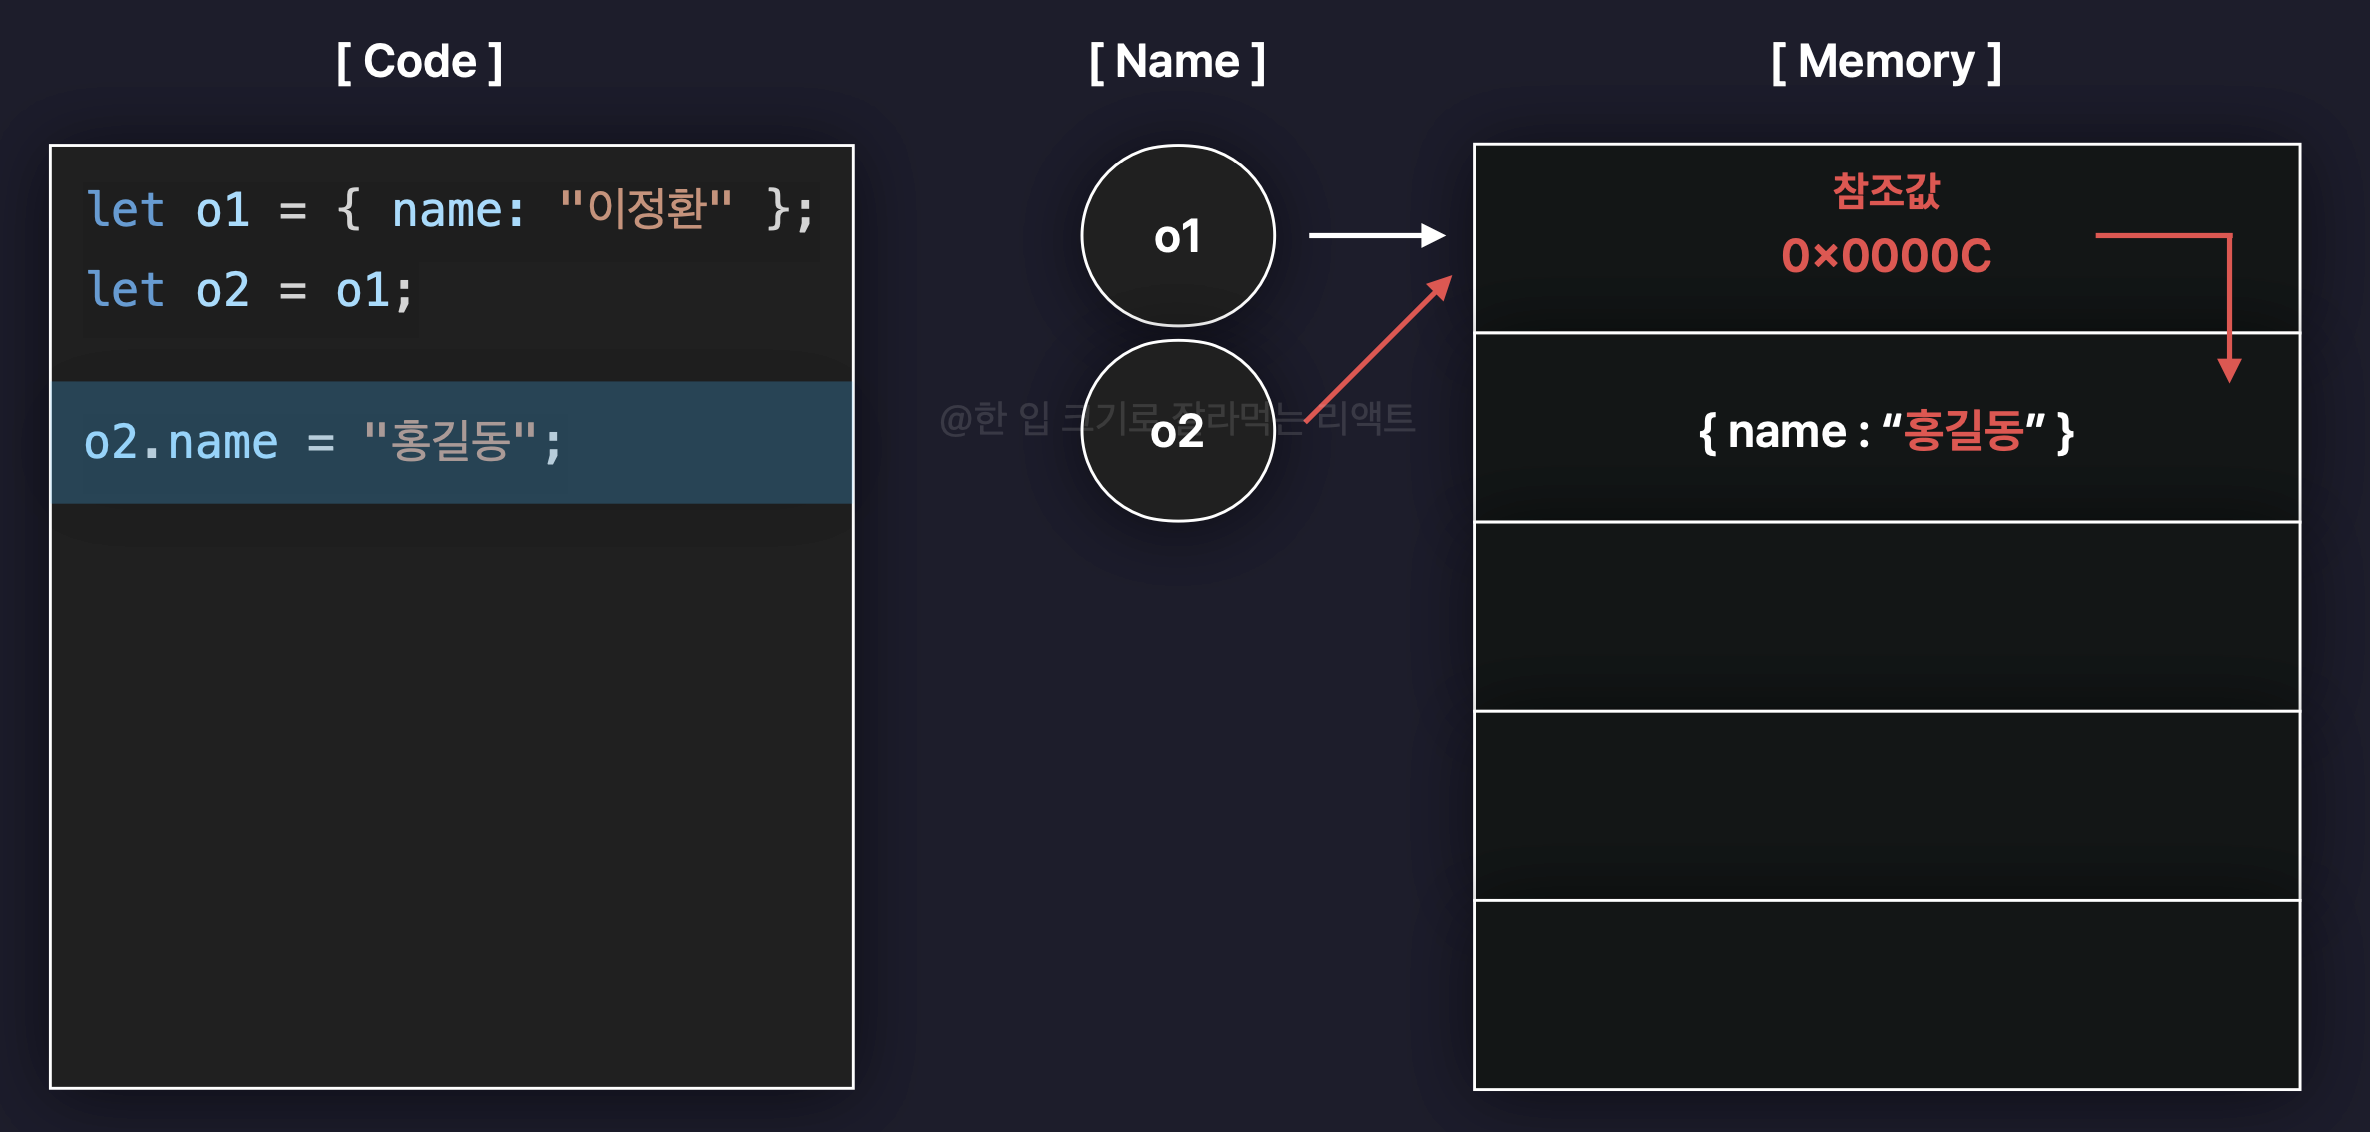 [ Code ]
[ Name ]
[ Memory ]
let o1 = { name: "이정환" };
let o2 = o1;
o2.name = "홍길동";
o1
o2
@한 입 크기로 잘라먹는 리액트
참조값
0×0000C
{ name : “홍길동” }